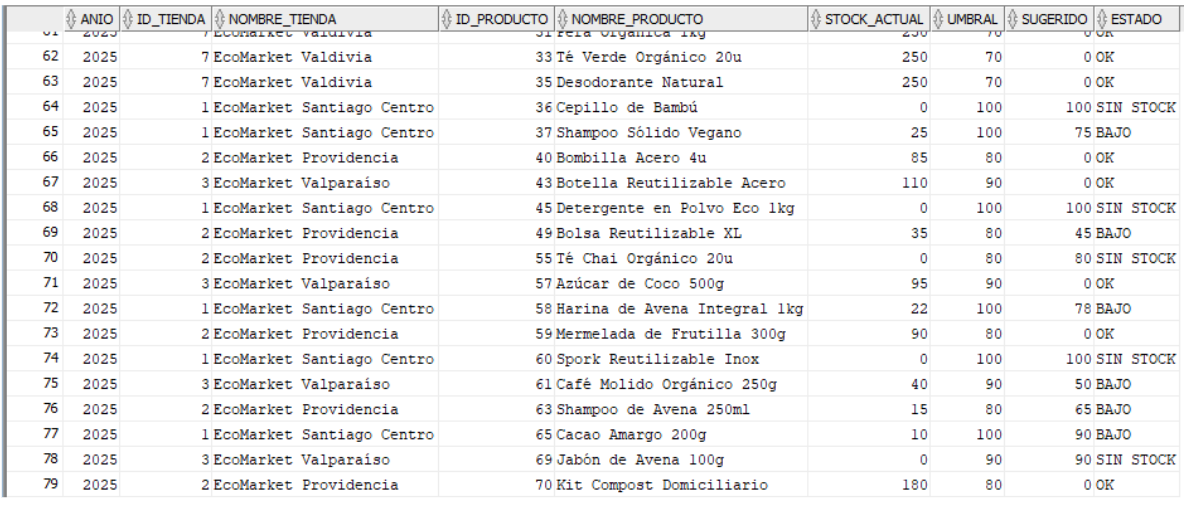 ANIO ID_TIENDA NOMBRE_TIENDA ID_PRODUCTO NOMBRE_PRODUCTO STOCK_ACTUAL UMBRAL SUGERIDO ESTADO
61 2025 7 EcoMarket Valdivia 31 Pera Orgánica 1kg 250 70 0 OK
62 2025 7 EcoMarket Valdivia 33 Té Verde Orgánico 20u 250 70 0 OK
63 2025 7 EcoMarket Valdivia 35 Desodorante Natural 250 70 0 OK
64 2025 1 EcoMarket Santiago Centro 36 Cepillo de Bambú 0 100 100 SIN STOCK
65 2025 1 EcoMarket Santiago Centro 37 Shampoo Sólido Vegano 25 100 75 BAJO
66 2025 2 EcoMarket Providencia 40 Bombilla Acero 4u 85 80 0 OK
67 2025 3 EcoMarket Valparaíso 43 Botella Reutilizable Acero 110 90 0 OK
68 2025 1 EcoMarket Santiago Centro 45 Detergente en Polvo Eco 1kg 0 100 100 SIN STOCK
69 2025 2 EcoMarket Providencia 49 Bolsa Reutilizable XL 35 80 45 BAJO
70 2025 2 EcoMarket Providencia 55 Té Chai Orgánico 20u 0 80 80 SIN STOCK
71 2025 3 EcoMarket Valparaíso 57 Azúcar de Coco 500g 95 90 0 OK
72 2025 1 EcoMarket Santiago Centro 58 Harina de Avena Integral 1kg 22 100 78 BAJO
73 2025 2 EcoMarket Providencia 59 Mermelada de Frutilla 300g 90 80 0 OK
74 2025 1 EcoMarket Santiago Centro 60 Spork Reutilizable Inox 0 100 100 SIN STOCK
75 2025 3 EcoMarket Valparaíso 61 Café Molido Orgánico 250g 40 90 50 BAJO
76 2025 2 EcoMarket Providencia 63 Shampoo de Avena 250ml 15 80 65 BAJO
77 2025 1 EcoMarket Santiago Centro 65 Cacao Amargo 200g 10 100 90 BAJO
78 2025 3 EcoMarket Valparaíso 69 Jabón de Avena 100g 0 90 90 SIN STOCK
79 2025 2 EcoMarket Providencia 70 Kit Compost Domiciliario 180 80 0 OK